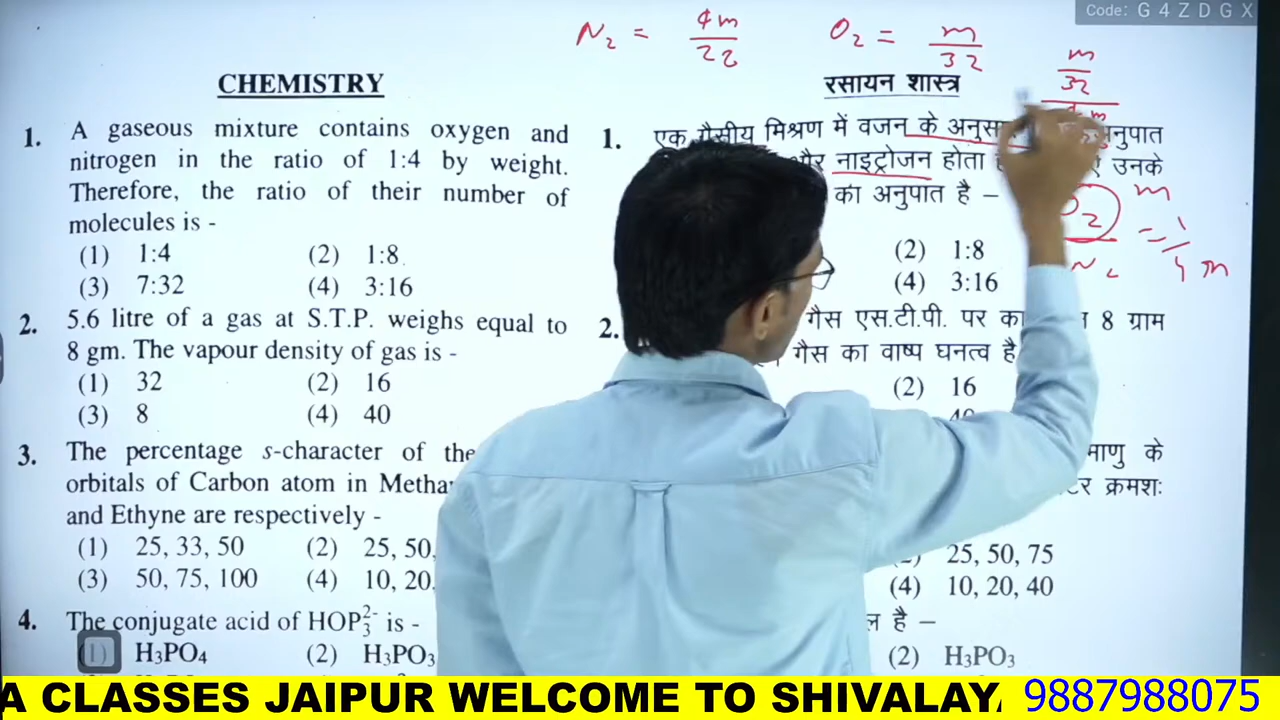 Code: G 4 Z D G X
N2 = 4m/22
O2 = m/32
m/32
m
CHEMISTRY
1. A gaseous mixture contains oxygen and
nitrogen in the ratio of 1:4 by weight.
Therefore, the ratio of their number of
molecules is -
(1) 1:4 (2) 1:8
(3) 7:32 (4) 3:16
2. 5.6 litre of a gas at S.T.P. weighs equal to
8 gm. The vapour density of gas is -
(1) 32 (2) 16
(3) 8 (4) 40
3. The percentage s-character of the
orbitals of Carbon atom in
and Ethyne are respectively -
(1) 25, 33, 50 (2) 25, 50,
(3) 50, 75, 100 (4) 10, 20,
4. The conjugate acid of HOP₃²⁻ is -
(1) H₃PO₄ (2) H₃PO₃
रसायन शास्त्र
1. एक गैसीय मिश्रण में वजन के
नाइट्रोजन होता उनके
का अनुपात है –
(2) 1:8
(4) 3:16
m
= 1/4 m
N2
2. गैस एस.टी.पी. पर 8 ग्राम
गैस का वाष्प घनत्व है
(2) 16
के
क्रमशः
25, 50, 75
(4) 10, 20, 40
है –
(2) H₃PO₃
A CLASSES JAIPUR WELCOME TO SHIVALAYA 9887988075